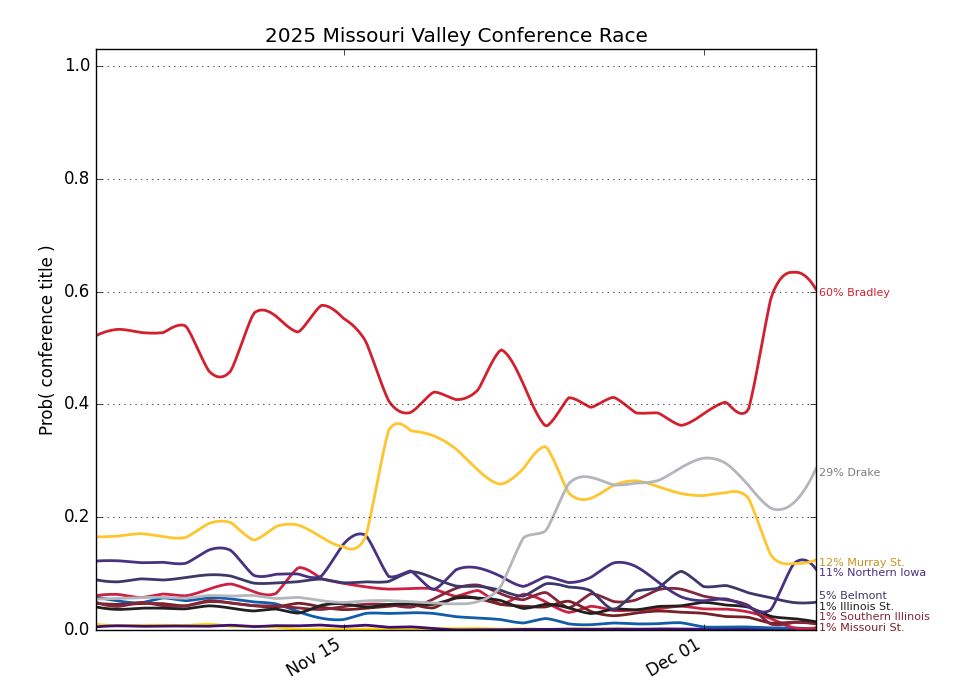 2025 Missouri Valley Conference Race
Prob( conference title )
1.0
0.8
0.6
0.4
0.2
0.0
Nov 15
Dec 01
60% Bradley
29% Drake
12% Murray St.
11% Northern Iowa
5% Belmont
1% Illinois St.
1% Southern Illinois
1% Missouri St.